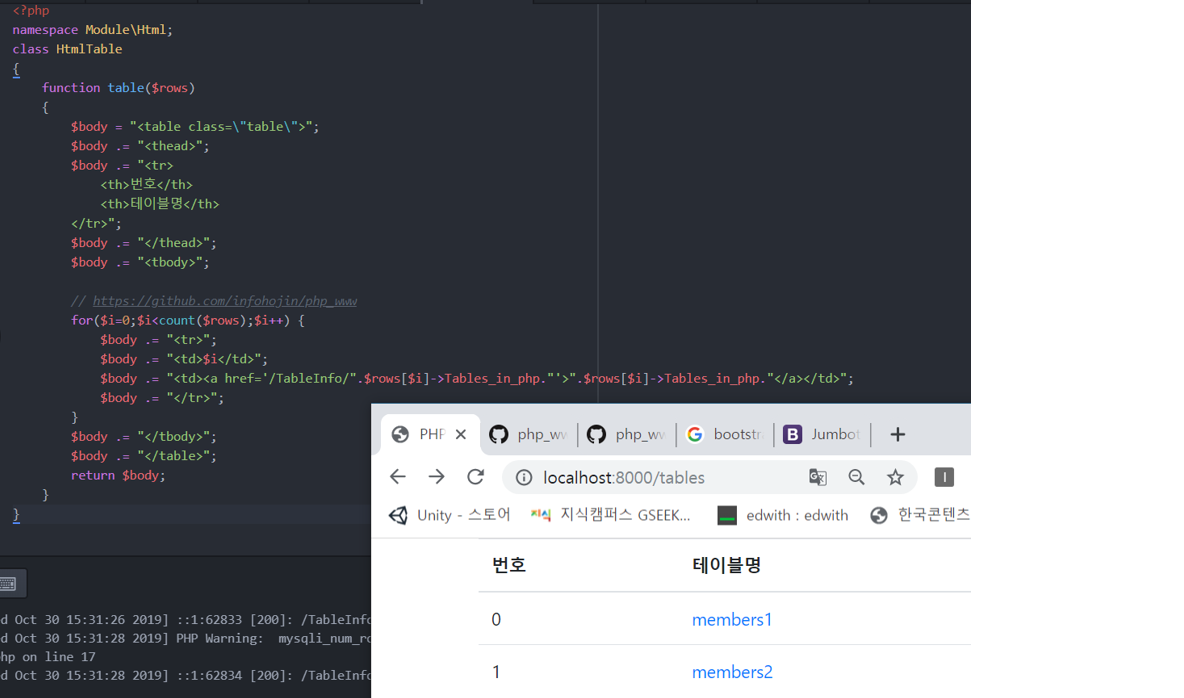 <?php
namespace Module\Html;
class HtmlTable
{
function table($rows)
{
$body = "<table class=\"table\">";
$body .= "<thead>";
$body .= "<tr>
<th>번호</th>
<th>테이블명</th>
</tr>";
$body .= "</thead>";
$body .= "<tbody>";
// https://github.com/infohojin/php_www
for($i=0;$i<count($rows);$i++) {
$body .= "<tr>";
$body .= "<td>$i</td>";
$body .= "<td><a href='/TableInfo/".$rows[$i]->Tables_in_php."'>".$rows[$i]->Tables_in_php."</a></td>";
$body .= "</tr>";
}
$body .= "</tbody>";
$body .= "</table>";
return $body;
}
}
d Oct 30 15:31:26 2019] ::1:62833 [200]: /TableInfo
d Oct 30 15:31:28 2019] PHP Warning:  mysqli_num_ro
hp on line 17
d Oct 30 15:31:28 2019] ::1:62834 [200]: /TableInfo
PHP php_ww php_ww bootstr Jumbot
localhost:8000/tables
Unity - 스토어 지식 지식캠퍼스 GSEEK... edwith : edwith 한국콘텐츠
번호 테이블명
0 members1
1 members2